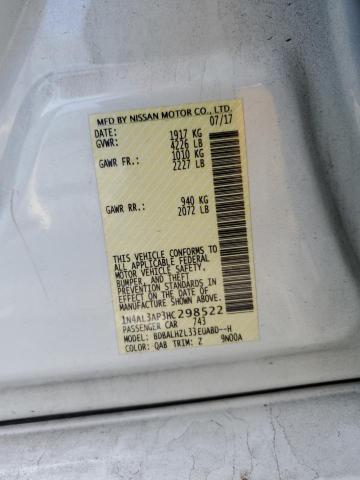 MFD BY NISSAN MOTOR CO., LTD.
DATE: 07/17
GVWR: 1917 KG
4226 LB
GAWR FR.: 1010 KG
2227 LB
GAWR RR.: 940 KG
2072 LB
THIS VEHICLE CONFORMS TO
ALL APPLICABLE FEDERAL
MOTOR VEHICLE SAFETY,
BUMPER, AND THEFT
PREVENTION STANDARDS IN
EFFECT ON THE DATE OF
MANUFACTURE SHOWN ABOVE.
1N4AL3AP3HC298522
PASSENGER CAR 743
MODEL: BDBALHZL33EUABD--H
COLOR: QAB TRIM: Z 9N00A